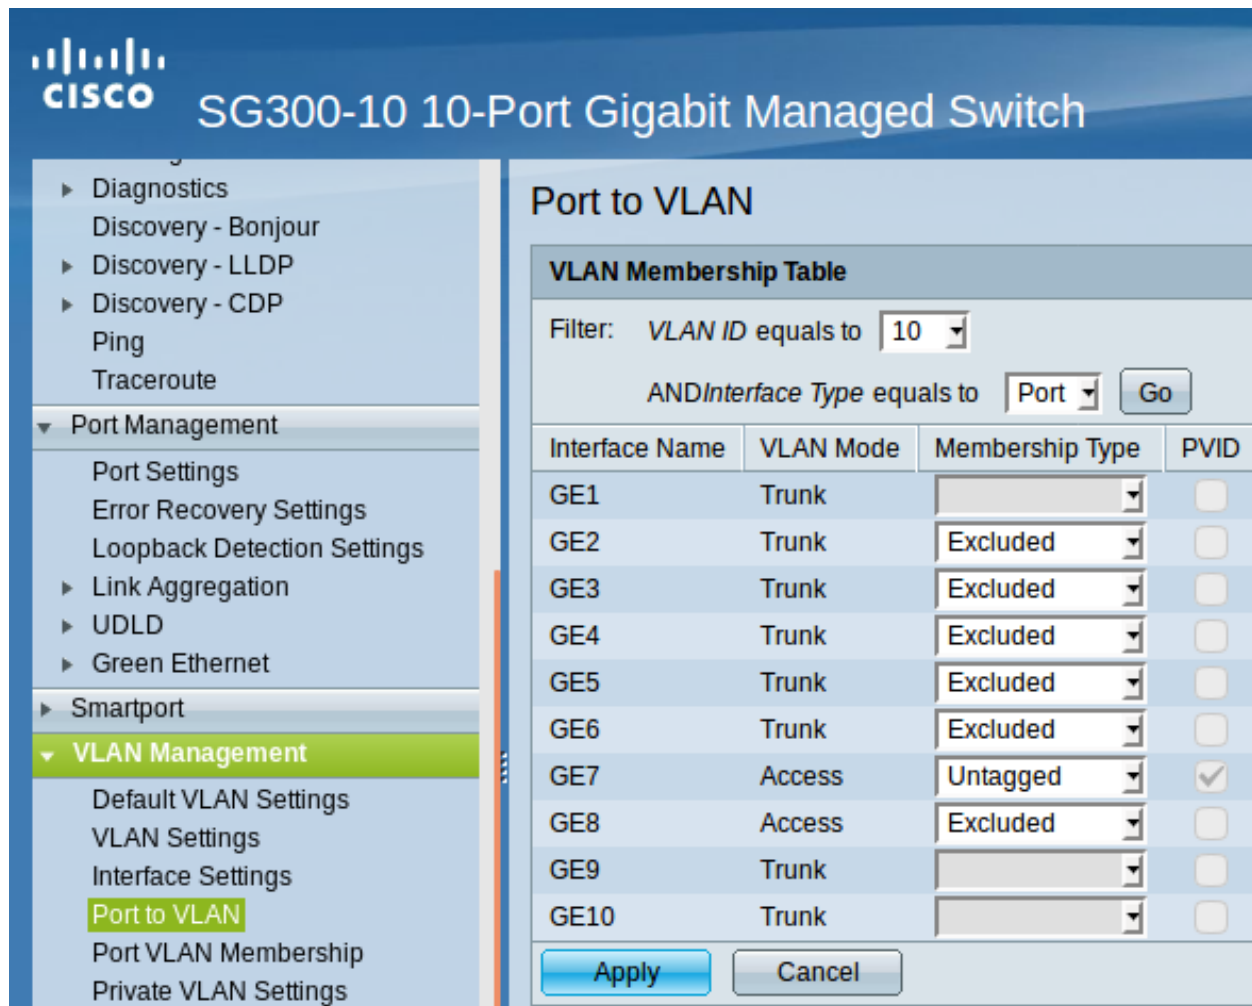 CISCO
SG300-10 10-Port Gigabit Managed Switch
Diagnostics
Discovery - Bonjour
Discovery - LLDP
Discovery - CDP
Ping
Traceroute
Port Management
Port Settings
Error Recovery Settings
Loopback Detection Settings
Link Aggregation
UDLD
Green Ethernet
Smartport
VLAN Management
Default VLAN Settings
VLAN Settings
Interface Settings
Port to VLAN
Port VLAN Membership
Private VLAN Settings
Port to VLAN
VLAN Membership Table
Filter: VLAN ID equals to 10
ANDInterface Type equals to Port Go
Interface Name VLAN Mode Membership Type PVID
GE1 Trunk
GE2 Trunk Excluded
GE3 Trunk Excluded
GE4 Trunk Excluded
GE5 Trunk Excluded
GE6 Trunk Excluded
GE7 Access Untagged
GE8 Access Excluded
GE9 Trunk
GE10 Trunk
Apply Cancel